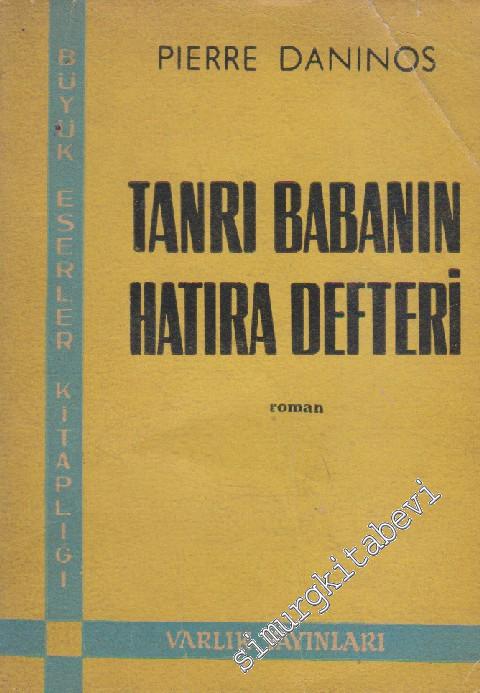 PIERRE DANINOS
TANRI BABANIN
HATIRA DEFTERİ
roman
BÜYÜK ESERLER KİTAPLIĞI
VARLIK YAYINLARI
simurgkitabevi